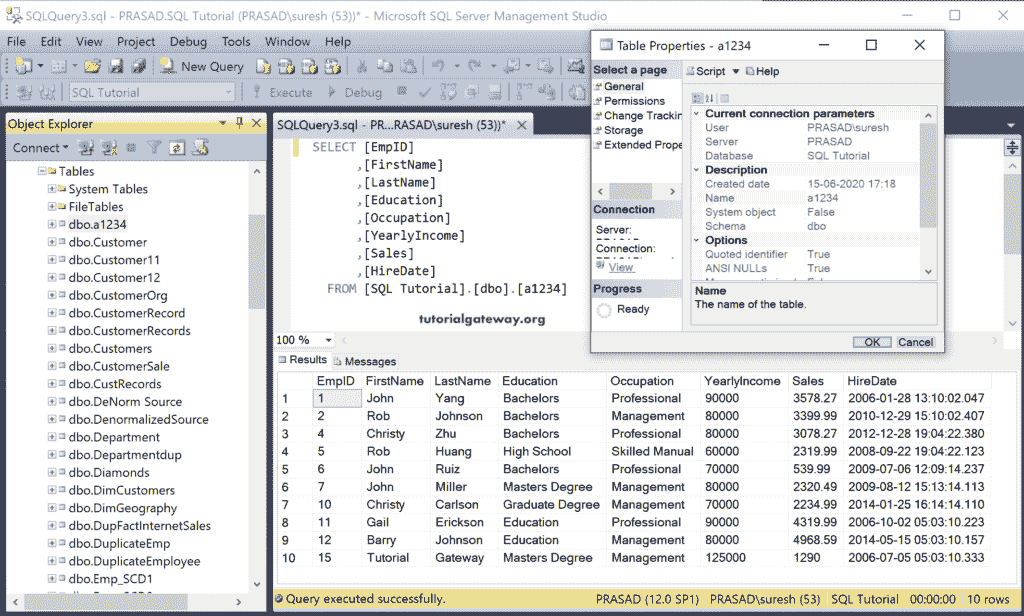 SQLQuery3.sql - PRASAD.SQL Tutorial (PRASAD\suresh (53))* - Microsoft SQL Server Management Studio
File Edit View Project Debug Tools Window Help
New Query
SQL Tutorial Execute Debug
Object Explorer
Connect
Tables
System Tables
FileTables
dbo.a1234
dbo.Customer
dbo.Customer11
dbo.Customer12
dbo.CustomerOrg
dbo.CustomerRecord
dbo.CustomerRecords
dbo.Customers
dbo.CustomerSale
dbo.CustRecords
dbo.DeNorm Source
dbo.DenormalizedSource
dbo.Department
dbo.Departmentdup
dbo.Diamonds
dbo.DimCustomers
dbo.DimGeography
dbo.DupFactInternetSales
dbo.DuplicateEmp
dbo.DuplicateEmployee
dbo.Emp_SCD1
SQLQuery3.sql - PR...RASAD\suresh (53))*
SELECT [EmpID]
,[FirstName]
,[LastName]
,[Education]
,[Occupation]
,[YearlyIncome]
,[Sales]
,[HireDate]
FROM [SQL Tutorial].[dbo].[a1234]
tutorialgateway.org
100 %
Results Messages
EmpID FirstName LastName Education Occupation YearlyIncome Sales HireDate
1 1 John Yang Bachelors Professional 90000 3578.27 2006-01-28 13:10:02.047
2 2 Rob Johnson Bachelors Management 80000 3399.99 2010-12-29 15:10:02.407
3 4 Christy Zhu Bachelors Professional 80000 3078.27 2012-12-28 19:04:22.380
4 5 Rob Huang High School Skilled Manual 60000 2319.99 2008-09-22 19:04:22.123
5 6 John Ruiz Bachelors Professional 70000 539.99 2009-07-06 12:09:14.237
6 7 John Miller Masters Degree Management 80000 2320.49 2009-08-12 15:13:14.113
7 10 Christy Carlson Graduate Degree Management 70000 2234.99 2014-01-25 16:14:14.110
8 11 Gail Erickson Education Professional 90000 4319.99 2006-10-02 05:03:10.223
9 12 Barry Johnson Education Management 80000 4968.59 2014-05-15 05:03:10.157
10 15 Tutorial Gateway Masters Degree Management 125000 1290 2006-07-05 05:03:10.333
Query executed successfully. PRASAD (12.0 SP1) PRASAD\suresh (53) SQL Tutorial 00:00:00 10 rows
Table Properties - a1234
Select a page
General
Permissions
Change Trackin
Storage
Extended Prope
Connection
Server:
Connection:
View
Progress
Ready
Script Help
Current connection parameters
User PRASAD\suresh
Server PRASAD
Database SQL Tutorial
Description
Created date 15-06-2020 17:18
Name a1234
System object False
Schema dbo
Options
Quoted identifier True
ANSI NULLs True
Name
The name of the table.
OK Cancel